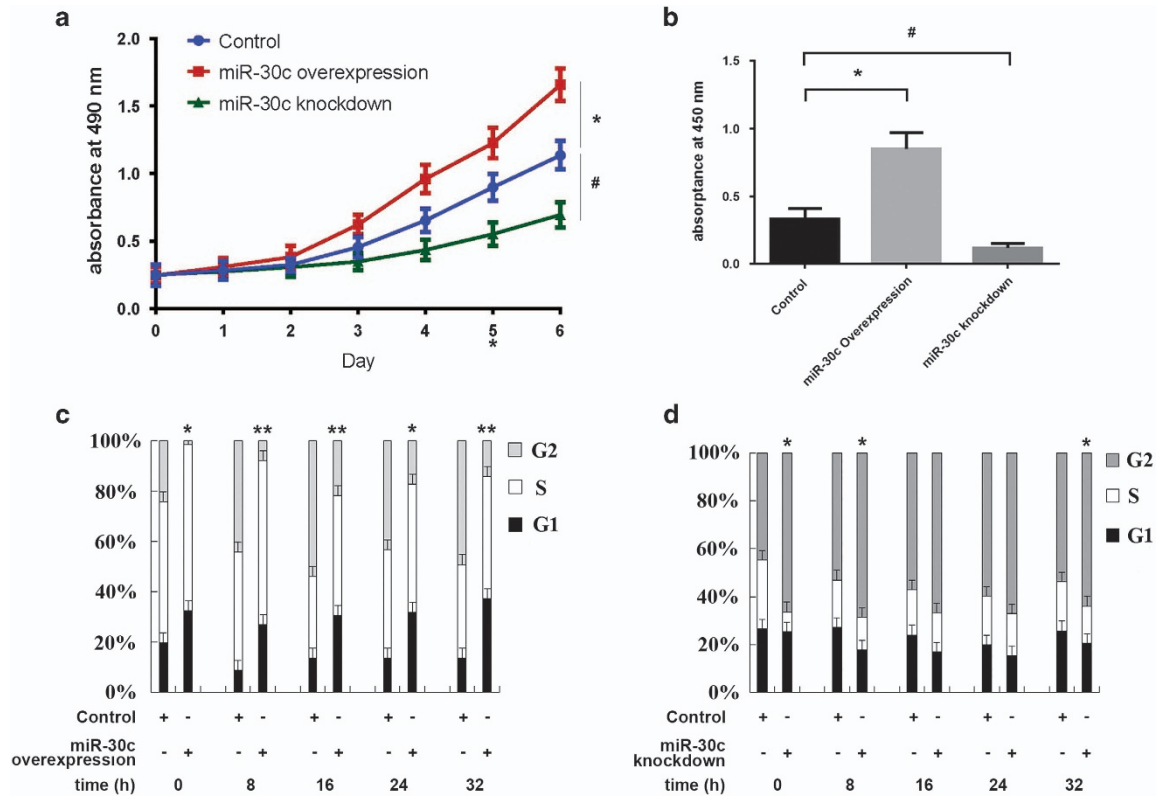 a
2.0
1.5
1.0
0.5
0.0
absorbance at 490 nm
Control
miR-30c overexpression
miR-30c knockdown
*
#
0 1 2 3 4 5 6
*
Day
b
#
*
1.5
1.0
0.5
0.0
absorptance at 450 nm
Control
miR-30c Overexpression
miR-30c knockdown
c
* ** ** * **
100%
80%
60%
40%
20%
0%
G2
S
G1
Control + - + - + - + - + -
miR-30c
overexpression - + - + - + - + - +
time (h) 0 8 16 24 32
d
* * *
100%
80%
60%
40%
20%
0%
G2
S
G1
Control + - + - + - + - + -
miR-30c
knockdown - + - + - + - + - +
time (h) 0 8 16 24 32